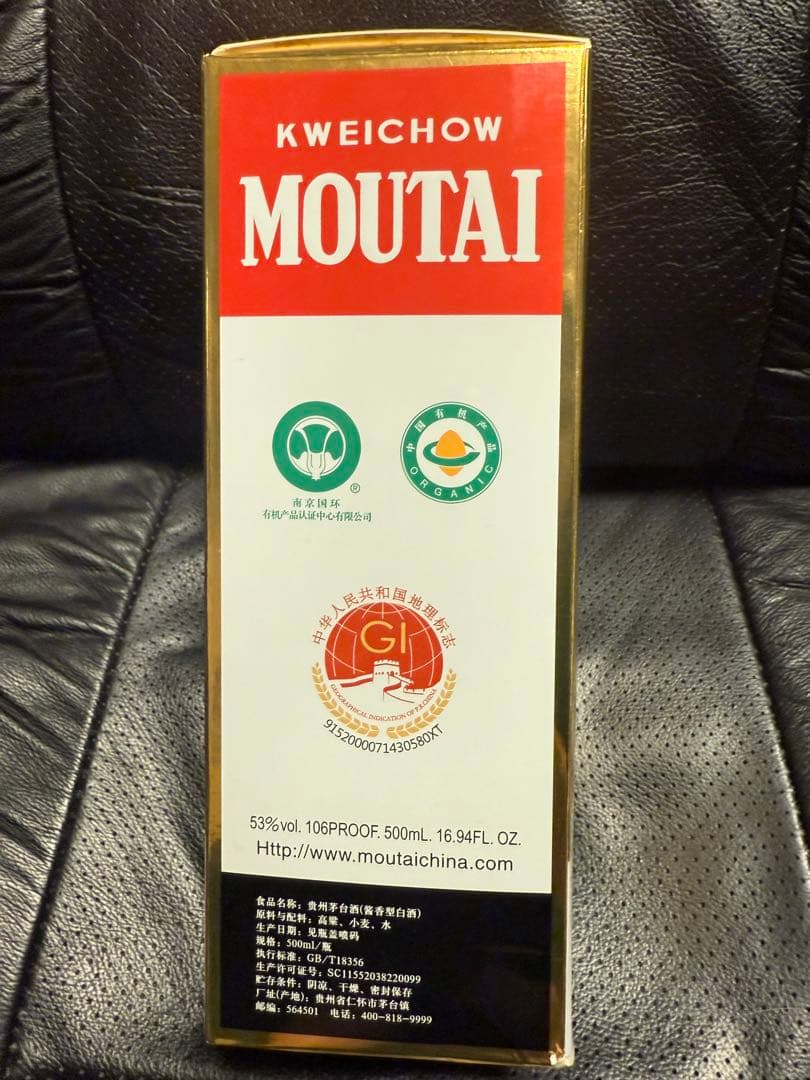 KWEICHOW
MOUTAI
®
南京国环
有机产品认证中心有限公司
中国有机产品
ORGANIC
中华人民共和国地理标志
GI
GEOGRAPHICAL INDICATION OF P.R.CHINA
9152000071430580XT
53%vol. 106PROOF. 500mL. 16.94FL. OZ.
Http://www.moutaichina.com
食品名称：贵州茅台酒(酱香型白酒)
原料与配料：高粱、小麦、水
生产日期：见瓶盖喷码
规格：500ml/瓶
执行标准：GB/T18356
生产许可证号：SC11552038220099
贮存条件：阴凉、干燥、密封保存
厂址(产地)：贵州省仁怀市茅台镇
邮编：564501 电话：400-818-9999